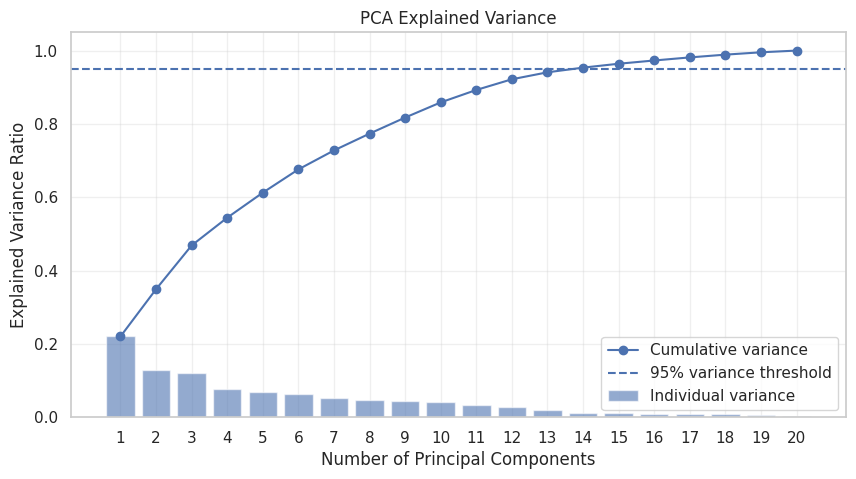 PCA Explained Variance
Explained Variance Ratio
1.0
0.8
0.6
0.4
0.2
0.0
Cumulative variance
95% variance threshold
Individual variance
1 2 3 4 5 6 7 8 9 10 11 12 13 14 15 16 17 18 19 20
Number of Principal Components